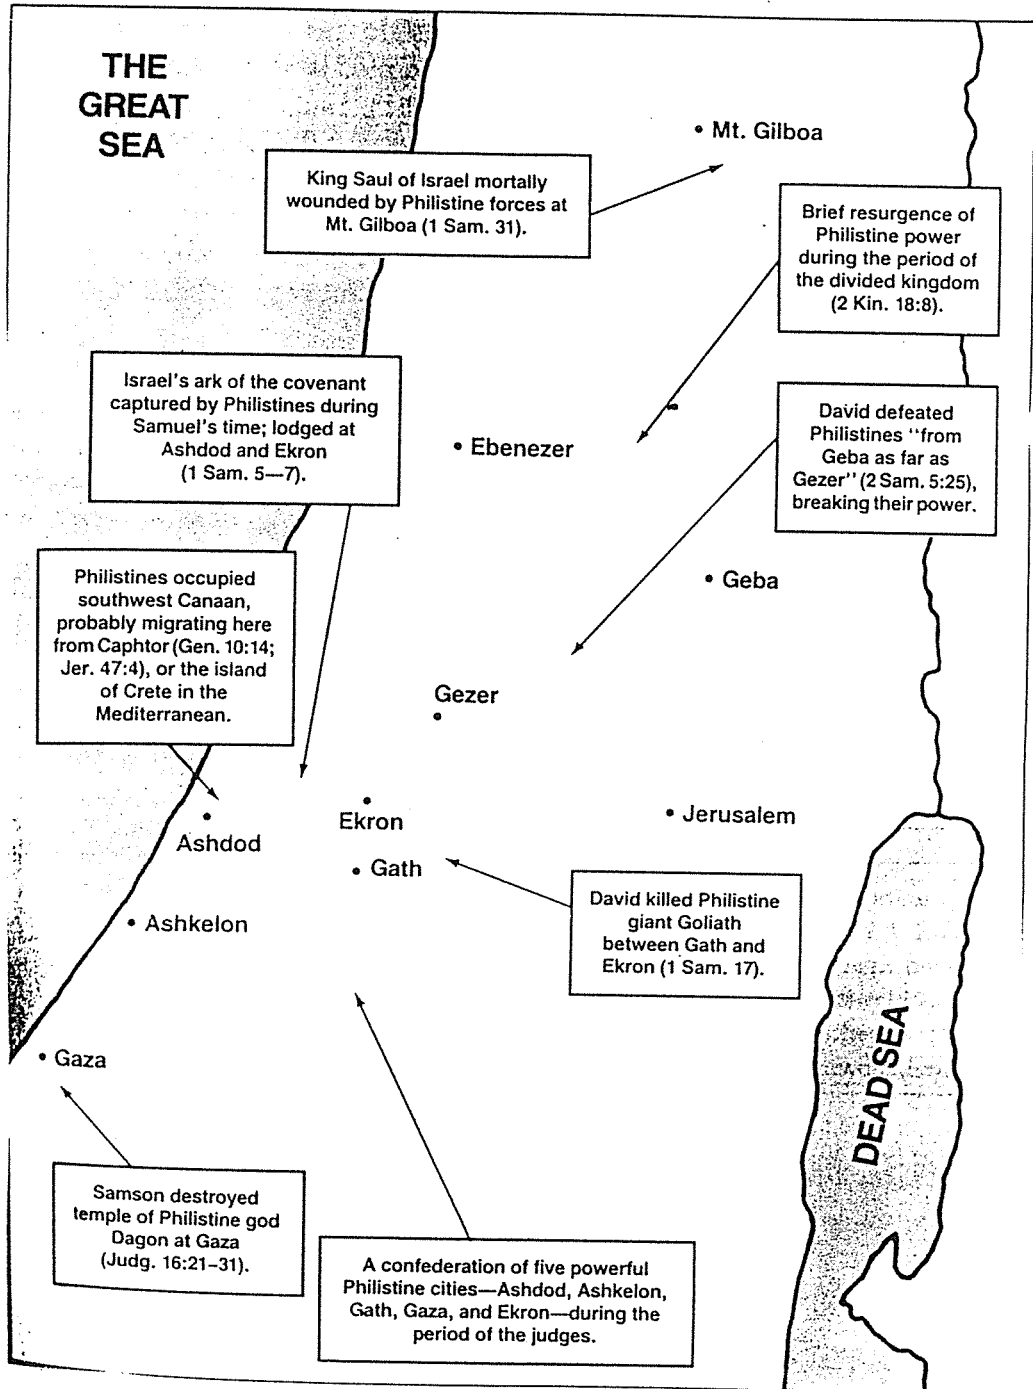 THE
GREAT
SEA
Mt. Gilboa
King Saul of Israel mortally
wounded by Philistine forces at
Mt. Gilboa (1 Sam. 31).
Brief resurgence of
Philistine power
during the period of
the divided kingdom
(2 Kin. 18:8).
Israel's ark of the covenant
captured by Philistines during
Samuel's time; lodged at
Ashdod and Ekron
(1 Sam. 5—7).
Ebenezer
David defeated
Philistines "from
Geba as far as
Gezer" (2 Sam. 5:25),
breaking their power.
Philistines occupied
southwest Canaan,
probably migrating here
from Caphtor (Gen. 10:14;
Jer. 47:4), or the island
of Crete in the
Mediterranean.
Geba
Gezer
Ashdod
Ekron
Jerusalem
Gath
Ashkelon
David killed Philistine
giant Goliath
between Gath and
Ekron (1 Sam. 17).
DEAD SEA
Gaza
Samson destroyed
temple of Philistine god
Dagon at Gaza
(Judg. 16:21–31).
A confederation of five powerful
Philistine cities—Ashdod, Ashkelon,
Gath, Gaza, and Ekron—during the
period of the judges.